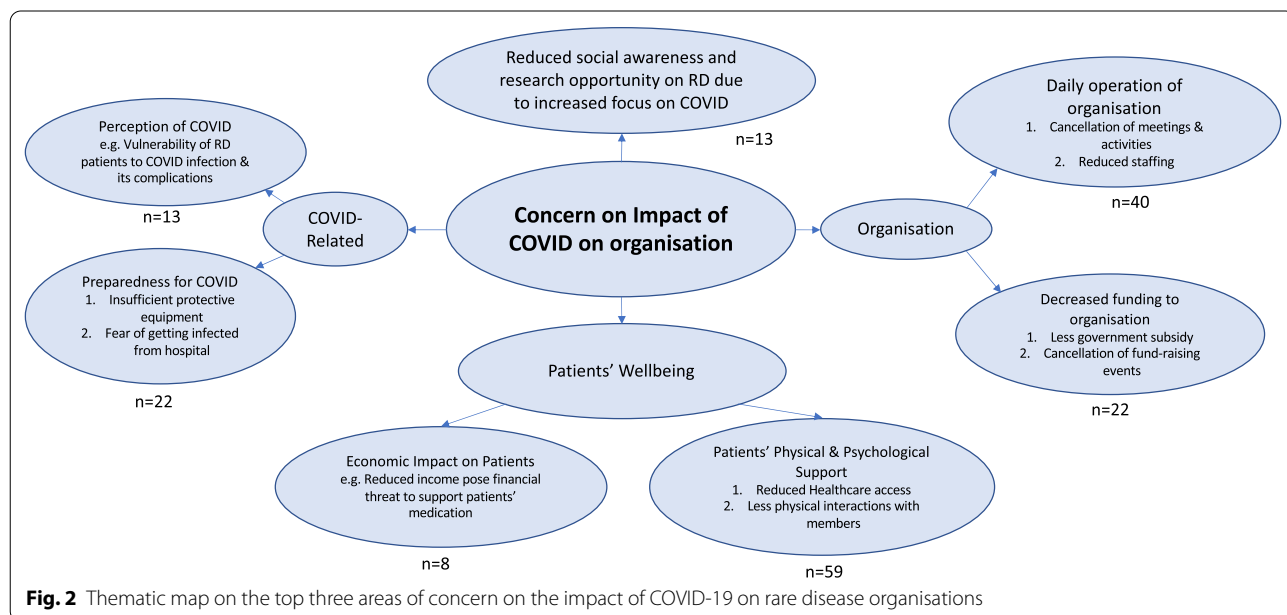 Reduced social awareness and
research opportunity on RD due
to increased focus on COVID
n=13
Perception of COVID
e.g. Vulnerability of RD
patients to COVID infection &
its complications
n=13
COVID-
Related
Preparedness for COVID
1. Insufficient protective
equipment
2. Fear of getting infected
from hospital
n=22
Concern on Impact of
COVID on organisation
Organisation
Daily operation of
organisation
1. Cancellation of meetings &
activities
2. Reduced staffing
n=40
Decreased funding to
organisation
1. Less government subsidy
2. Cancellation of fund-raising
events
n=22
Patients’ Wellbeing
Economic Impact on Patients
e.g. Reduced income pose financial
threat to support patients’
medication
n=8
Patients’ Physical & Psychological
Support
1. Reduced Healthcare access
2. Less physical interactions with
members
n=59
Fig. 2 Thematic map on the top three areas of concern on the impact of COVID-19 on rare disease organisations